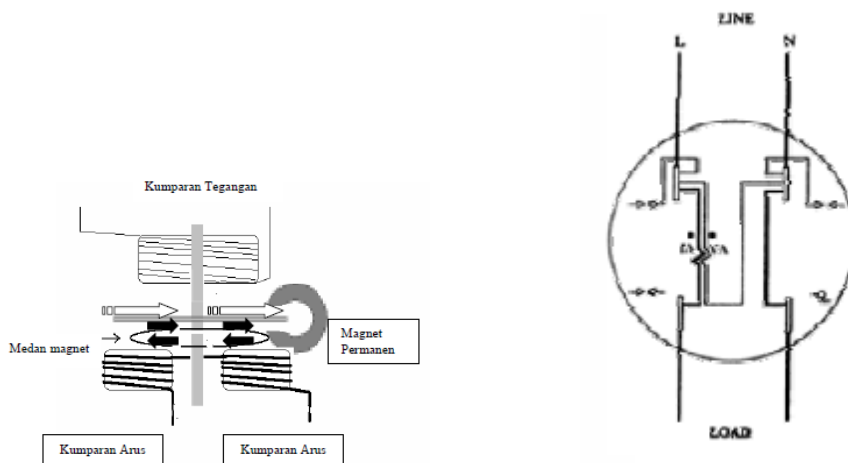 Kumparan Tegangan
Medan magnet
Magnet
Permanen
Kumparan Arus
Kumparan Arus
LINE
L
N
LOAD